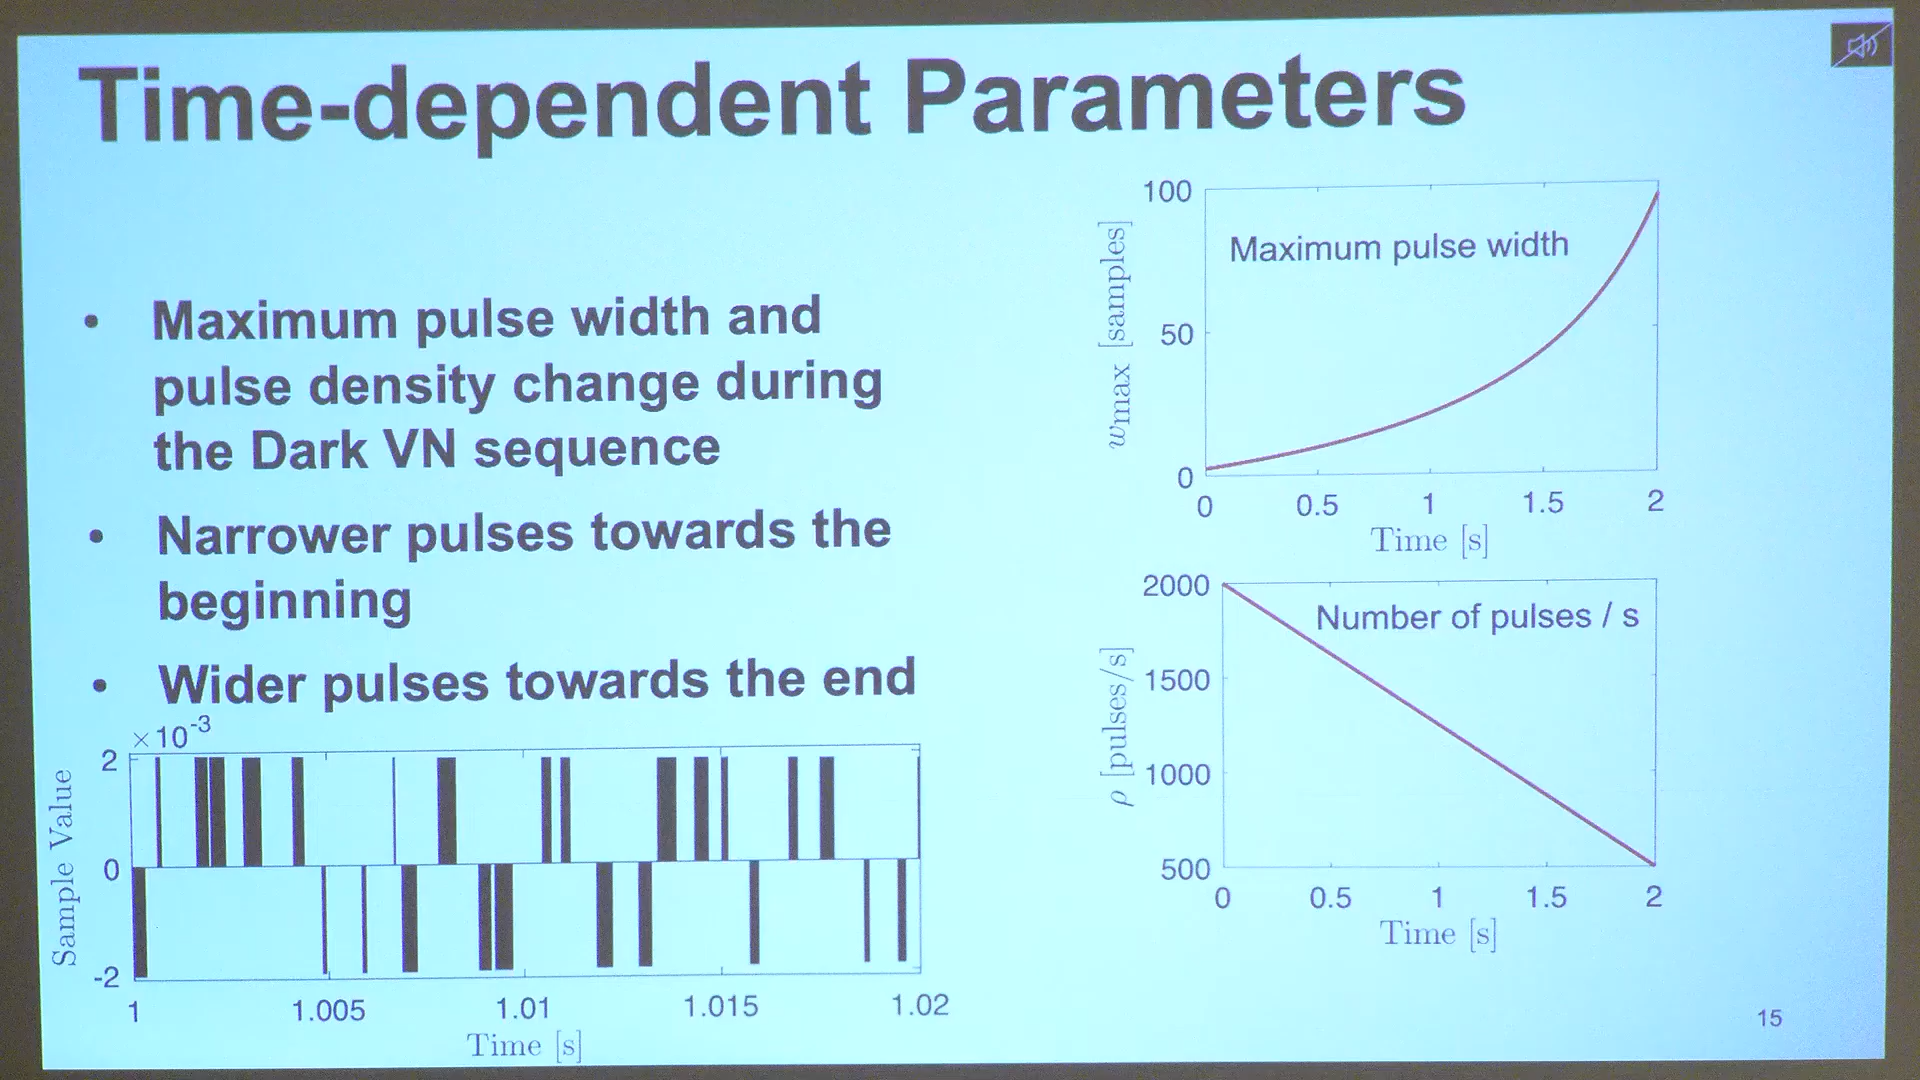 Time-dependent Parameters
• Maximum pulse width and
pulse density change during
the Dark VN sequence
• Narrower pulses towards the
beginning
• Wider pulses towards the end
×10-3
2
0
-2
Sample Value
1 1.005 1.01 1.015 1.02
Time [s]
Maximum pulse width
100
50
0
wmax [samples]
0 0.5 1 1.5 2
Time [s]
Number of pulses / s
2000
1500
1000
500
ρ [pulses/s]
0 0.5 1 1.5 2
Time [s]
15